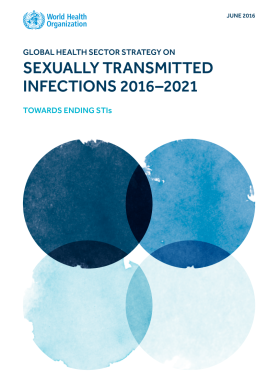 World Health
Organization
JUNE 2016
GLOBAL HEALTH SECTOR STRATEGY ON
SEXUALLY TRANSMITTED
INFECTIONS 2016–2021
TOWARDS ENDING STIs